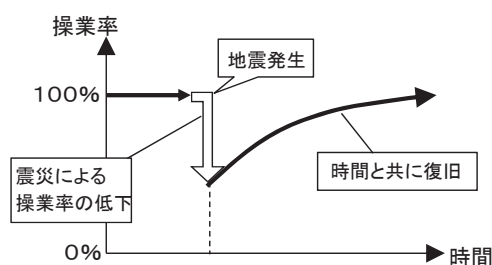 操業率
地震発生
100%
震災による
操業率の低下
時間と共に復旧
0%
時間